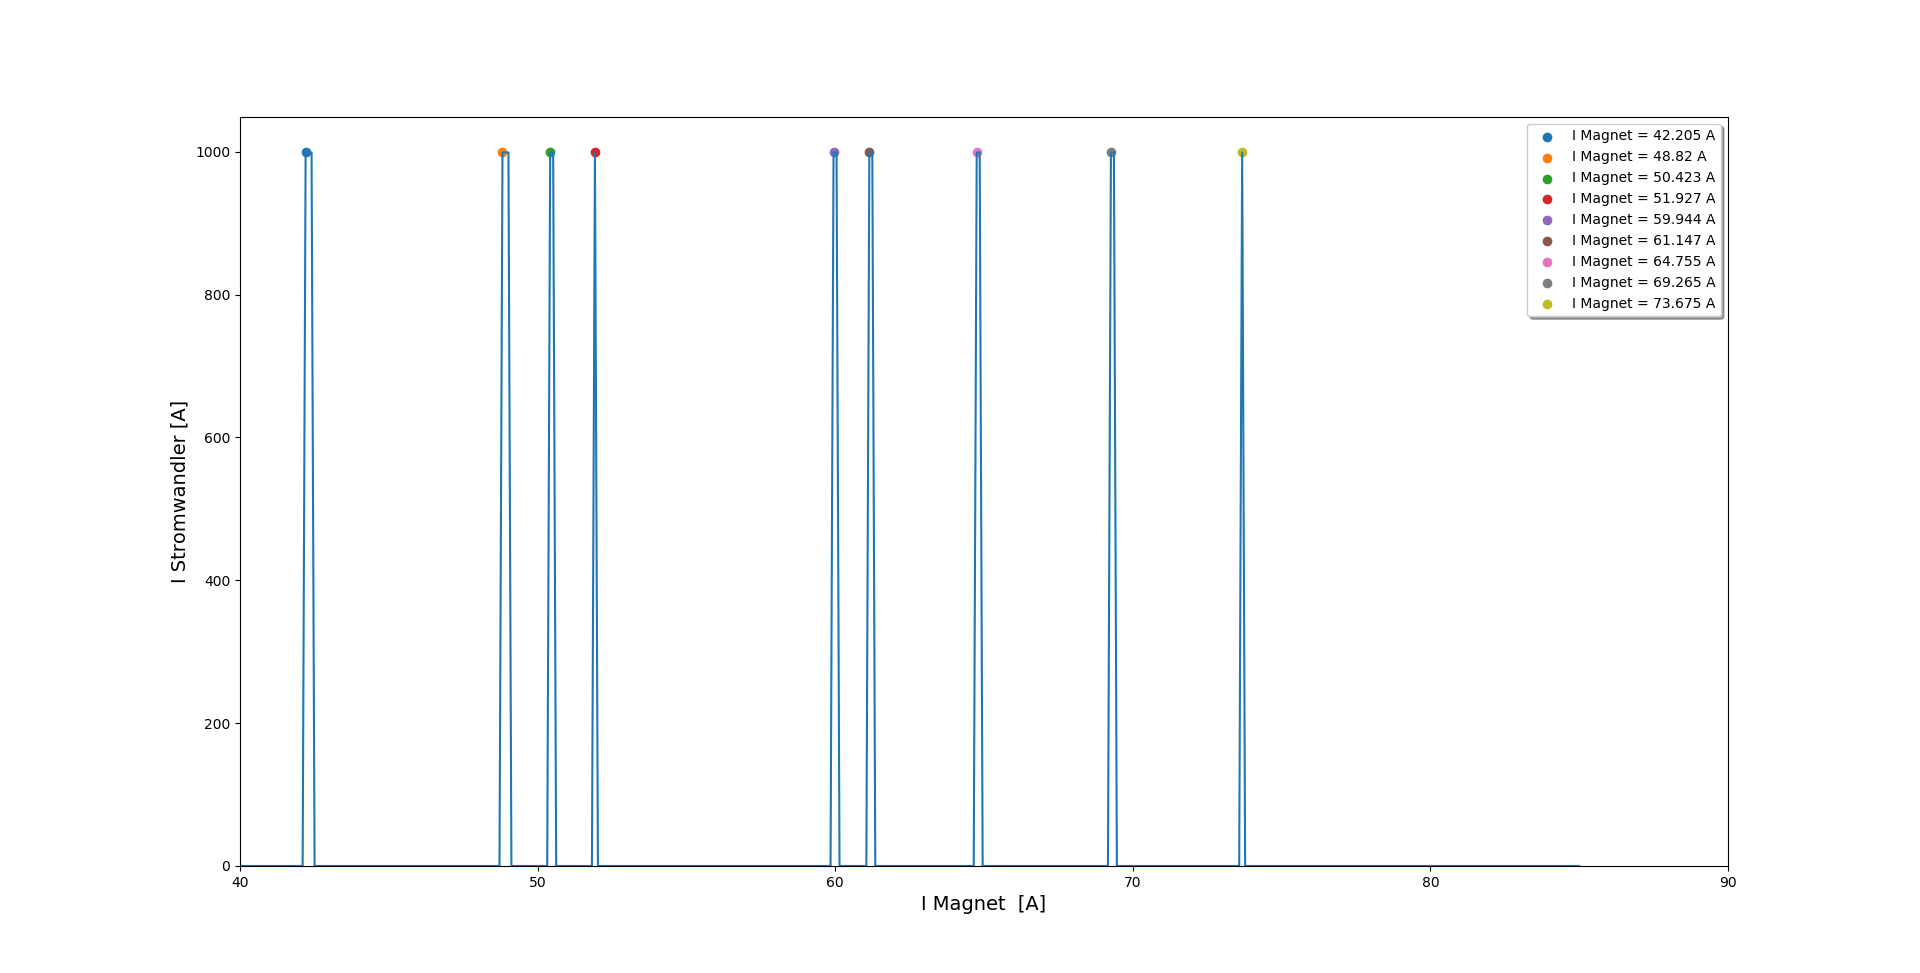 I Magnet = 42.205 A
I Magnet = 48.82 A
I Magnet = 50.423 A
I Magnet = 51.927 A
I Magnet = 59.944 A
I Magnet = 61.147 A
I Magnet = 64.755 A
I Magnet = 69.265 A
I Magnet = 73.675 A
1000
800
600
400
200
0
I Stromwandler [A]
40 50 60 70 80 90
I Magnet [A]